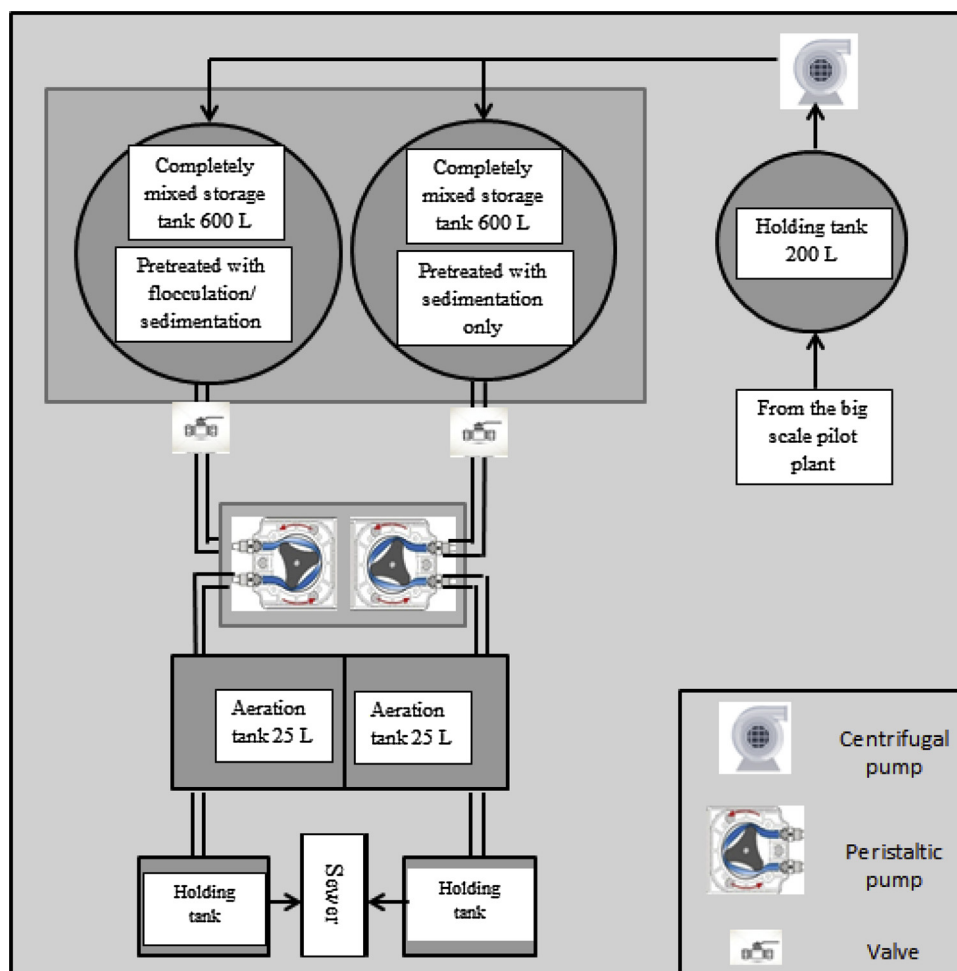 Completely
mixed storage
tank 600 L
Pretreated with
flocculation/
sedimentation
Completely
mixed storage
tank 600 L
Pretreated with
sedimentation
only
Holding tank
200 L
From the big
scale pilot
plant
Aeration
tank 25 L
Aeration
tank 25 L
Holding
tank
Sewer
Holding
tank
Centrifugal
pump
Peristaltic
pump
Valve